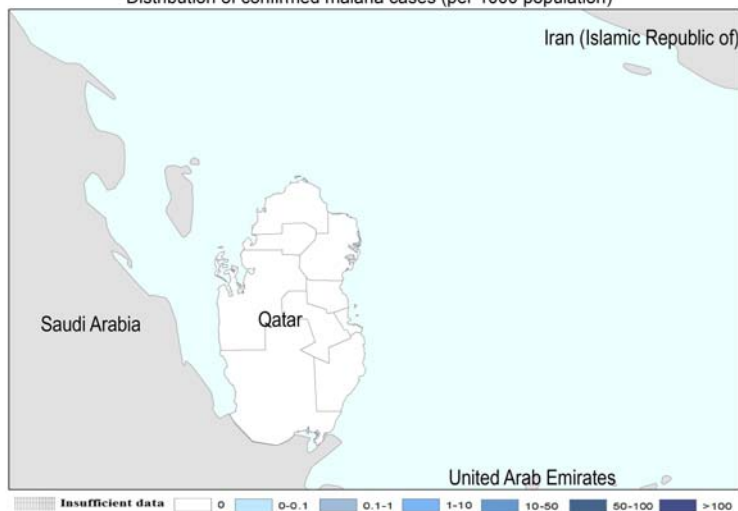 Distribution of confirmed malaria cases (per 1000 population)
Iran (Islamic Republic of)
Saudi Arabia
Qatar
United Arab Emirates
Insufficient data 0 0-0.1 0.1-1 1-10 10-50 50-100 >100